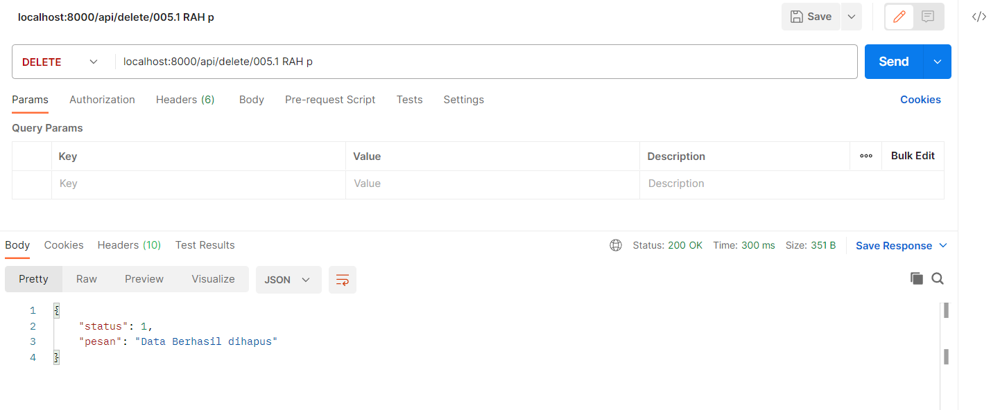 localhost:8000/api/delete/005.1 RAH p
Save
</>
DELETE
localhost:8000/api/delete/005.1 RAH p
Send
Params Authorization Headers (6) Body Pre-request Script Tests Settings Cookies
Query Params
Key Value Description ooo Bulk Edit
Key Value Description
Body Cookies Headers (10) Test Results Status: 200 OK Time: 300 ms Size: 351 B Save Response
Pretty Raw Preview Visualize JSON
1 {
2 "status": 1,
3 "pesan": "Data Berhasil dihapus"
4 }